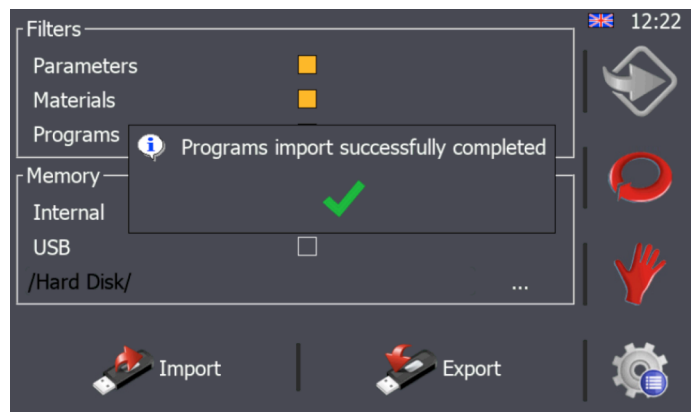 Filters
12:22
Parameters
Materials
Programs
Programs import successfully completed
Memory
Internal
USB
/Hard Disk/
...
Import
Export